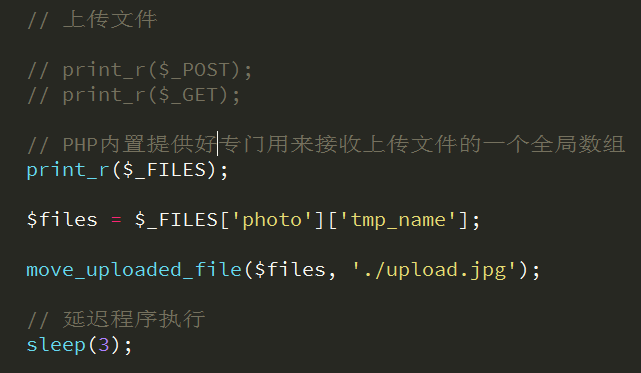 // 上传文件
// print_r($_POST);
// print_r($_GET);
// PHP内置提供好专门用来接收上传文件的一个全局数组
print_r($_FILES);
$files = $_FILES['photo']['tmp_name'];
move_uploaded_file($files, './upload.jpg');
// 延迟程序执行
sleep(3);